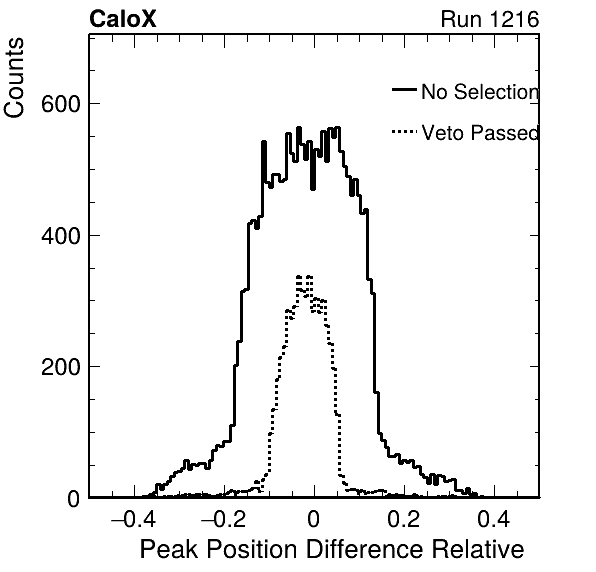 CaloX
Run 1216
Counts
No Selection
Veto Passed
600
400
200
0
−0.4 −0.2 0 0.2 0.4
Peak Position Difference Relative